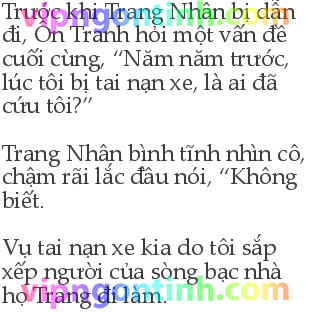 Trước khi Trang Nhân bị dẫn
đi, Ôn Tranh hỏi một vấn đề
cuối cùng, “Năm năm trước,
lúc tôi bị tai nạn xe, là ai đã
cứu tôi?”
Trang Nhân bình tĩnh nhìn cô,
chậm rãi lắc đầu nói, “Không
biết.
Vụ tai nạn xe kia do tôi sắp
xếp người của sòng bạc nhà
họ Trang đi làm.
vipngontinh.com
vipngontinh.com